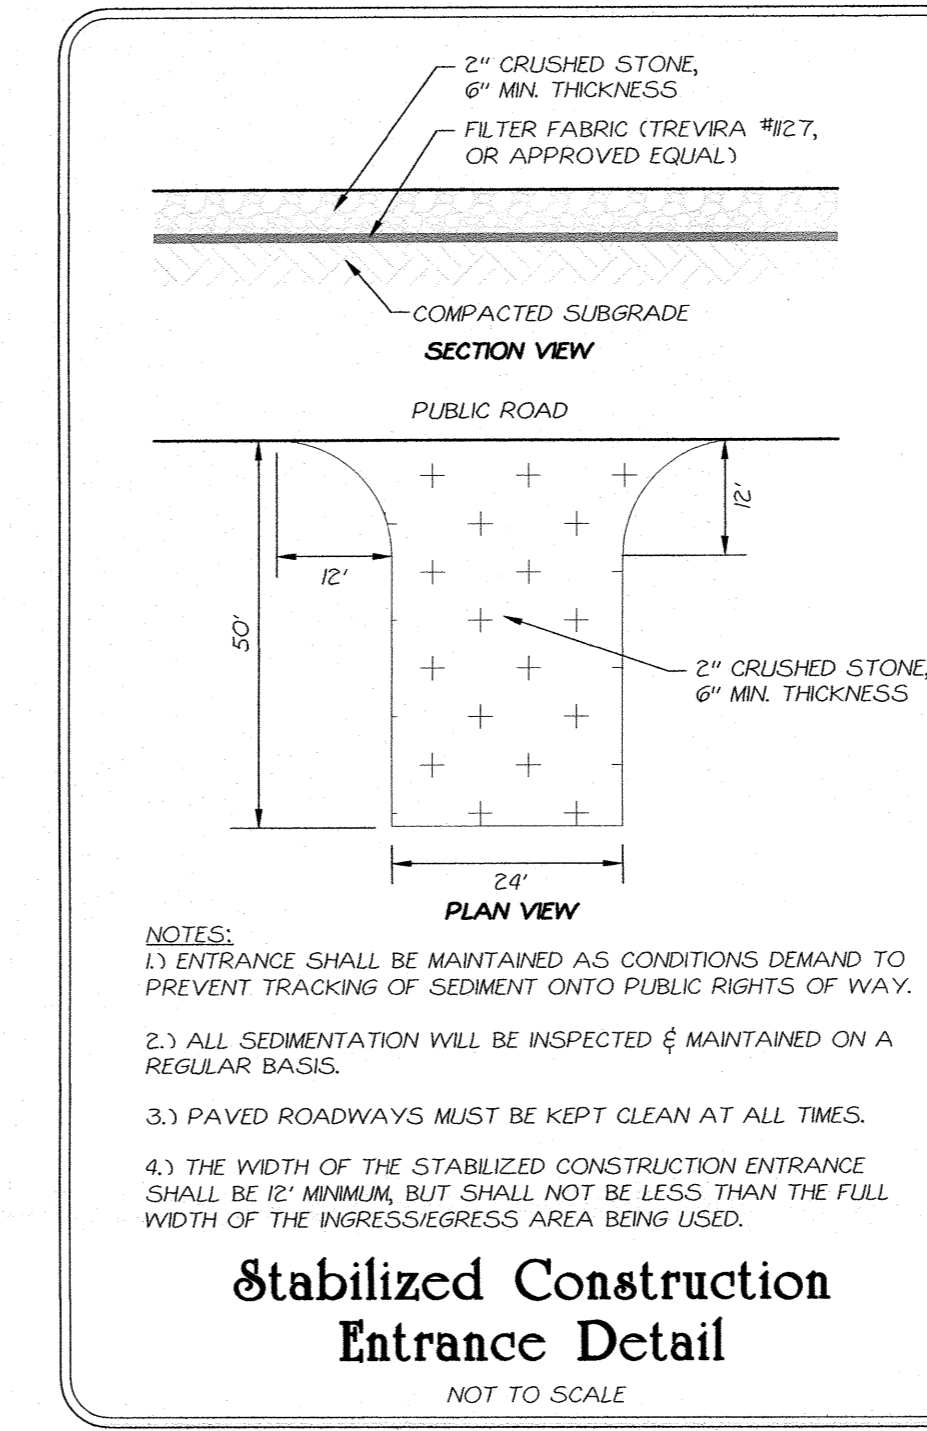 2" CRUSHED STONE,
6" MIN. THICKNESS
FILTER FABRIC (TREVIRA #1127,
OR APPROVED EQUAL)
COMPACTED SUBGRADE
SECTION VIEW
PUBLIC ROAD
12'
12'
50'
2" CRUSHED STONE,
6" MIN. THICKNESS
24'
PLAN VIEW
NOTES:
1.) ENTRANCE SHALL BE MAINTAINED AS CONDITIONS DEMAND TO
PREVENT TRACKING OF SEDIMENT ONTO PUBLIC RIGHTS OF WAY.
2.) ALL SEDIMENTATION WILL BE INSPECTED & MAINTAINED ON A
REGULAR BASIS.
3.) PAVED ROADWAYS MUST BE KEPT CLEAN AT ALL TIMES.
4.) THE WIDTH OF THE STABILIZED CONSTRUCTION ENTRANCE
SHALL BE 12' MINIMUM, BUT SHALL NOT BE LESS THAN THE FULL
WIDTH OF THE INGRESS/EGRESS AREA BEING USED.
Stabilized Construction
Entrance Detail
NOT TO SCALE